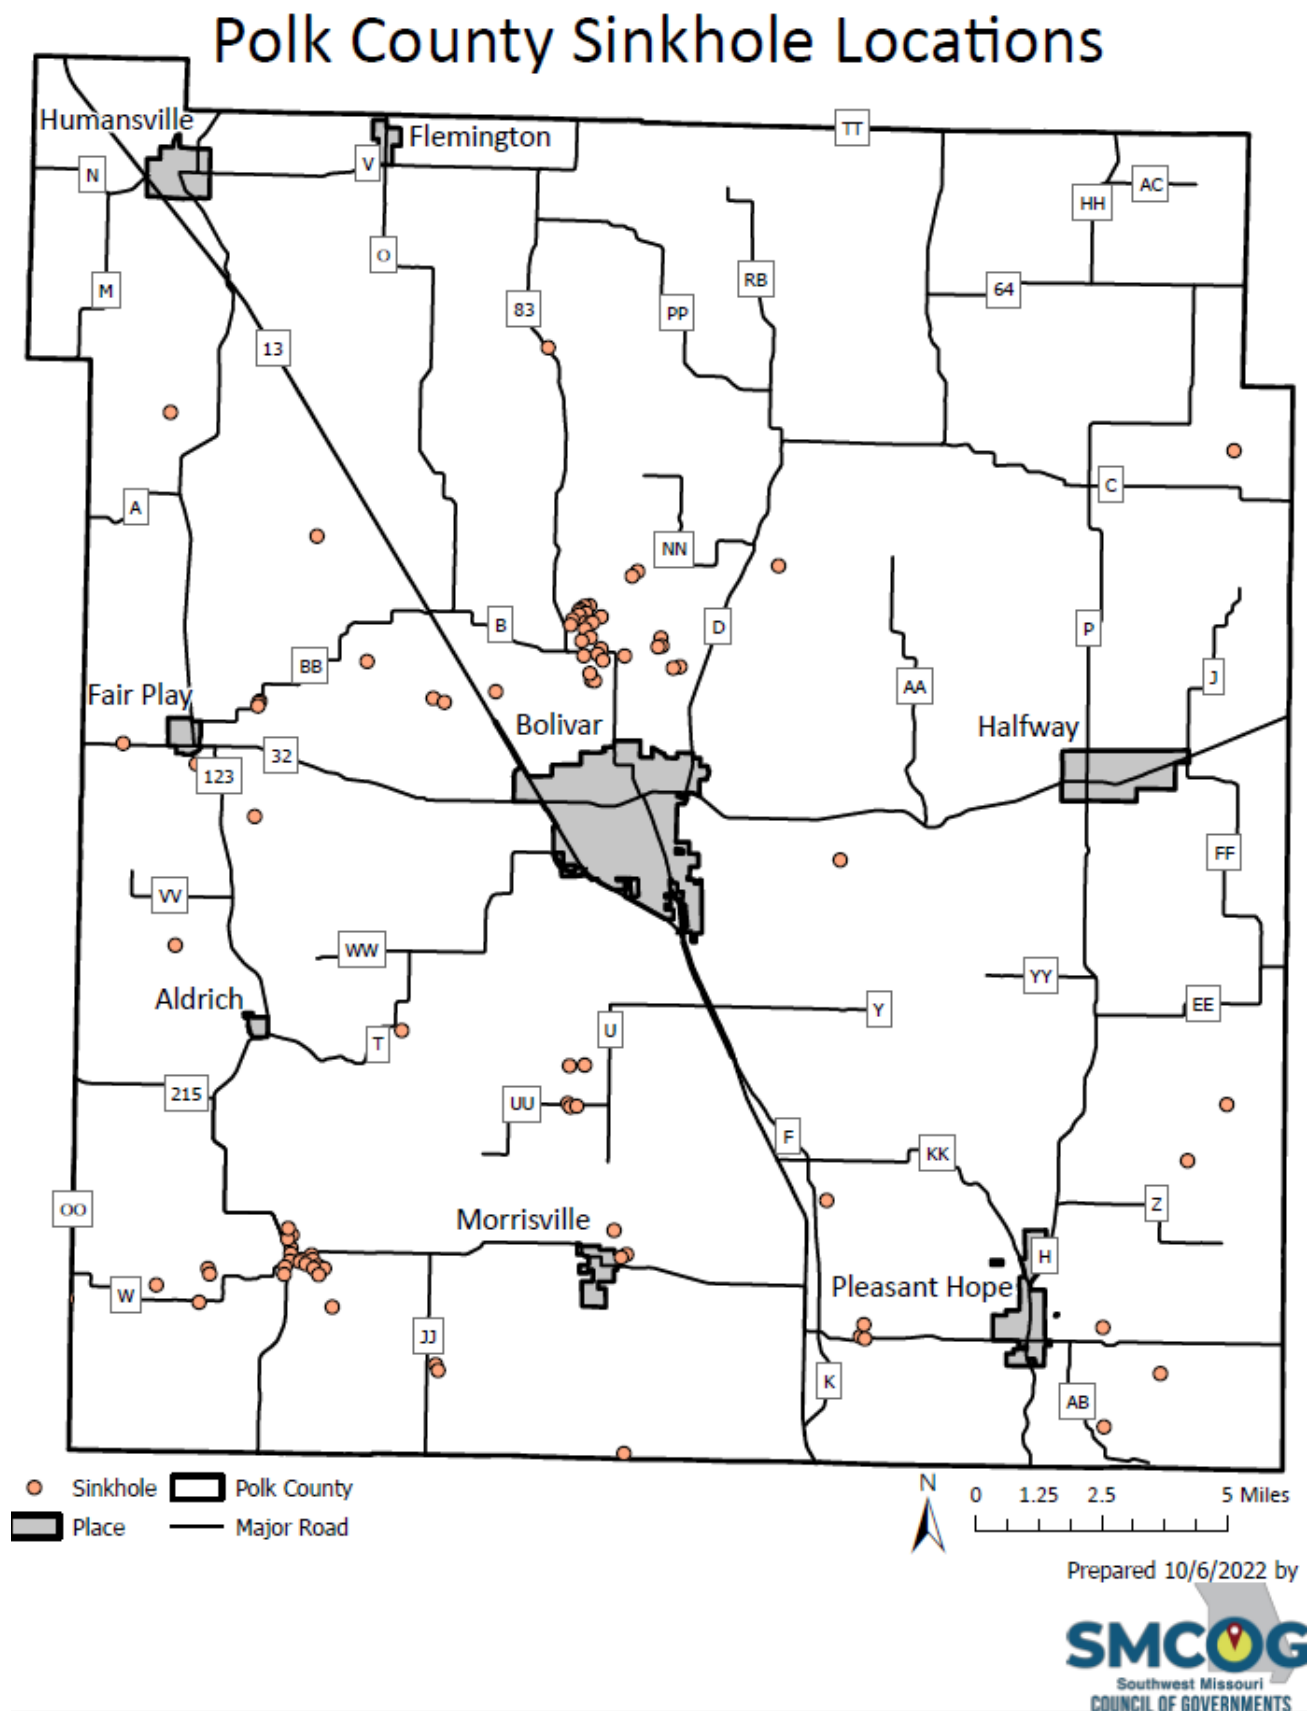 Polk County Sinkhole Locations
Humansville
Flemington
TT
V
N
AC
HH
O
RB
M
64
83
PP
13
C
A
NN
B
D
P
BB
J
AA
Fair Play
Bolivar
Halfway
32
123
FF
VV
WW
YY
Aldrich
EE
Y
U
T
215
UU
F
KK
Z
OO
Morrisville
H
Pleasant Hope
W
JJ
K
AB
Sinkhole
Polk County
Place
Major Road
N
0 1.25 2.5 5 Miles
Prepared 10/6/2022 by
SMCOG
Southwest Missouri
COUNCIL OF GOVERNMENTS